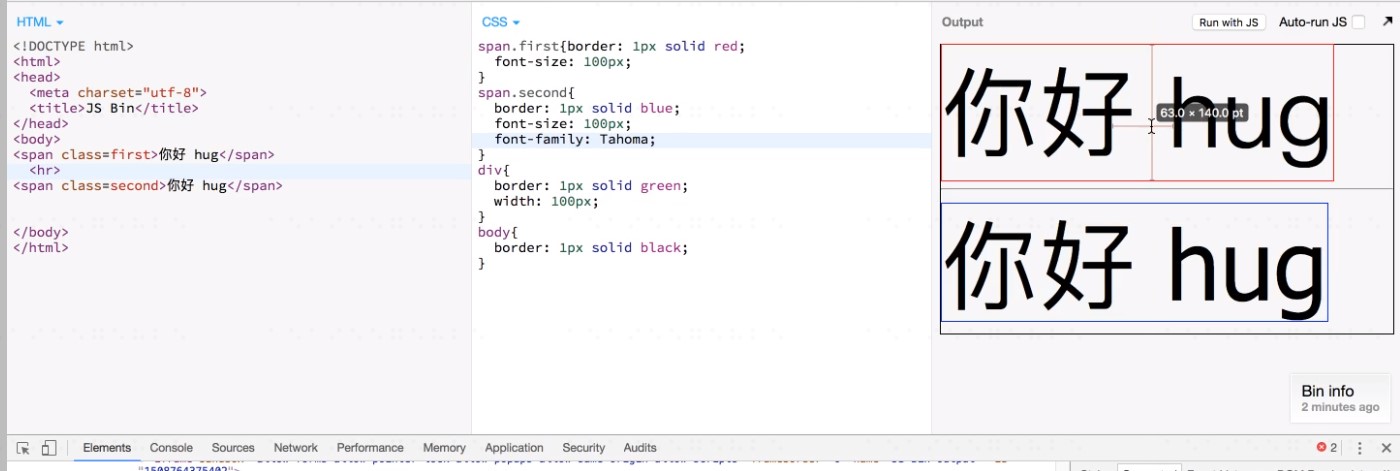 HTML
<!DOCTYPE html>
<html>
<head>
<meta charset="utf-8">
<title>JS Bin</title>
</head>
<body>
<span class=first>你好 hug</span>
<hr>
<span class=second>你好 hug</span>
</body>
</html>
CSS
span.first{border: 1px solid red;
font-size: 100px;
}
span.second{
border: 1px solid blue;
font-size: 100px;
font-family: Tahoma;
}
div{
border: 1px solid green;
width: 100px;
}
body{
border: 1px solid black;
}
Output Run with JS Auto-run JS
你好 hug
63.0 × 140.0 pt
你好 hug
Bin info
2 minutes ago
Elements Console Sources Network Performance Memory Application Security Audits 2
"1508764375402">